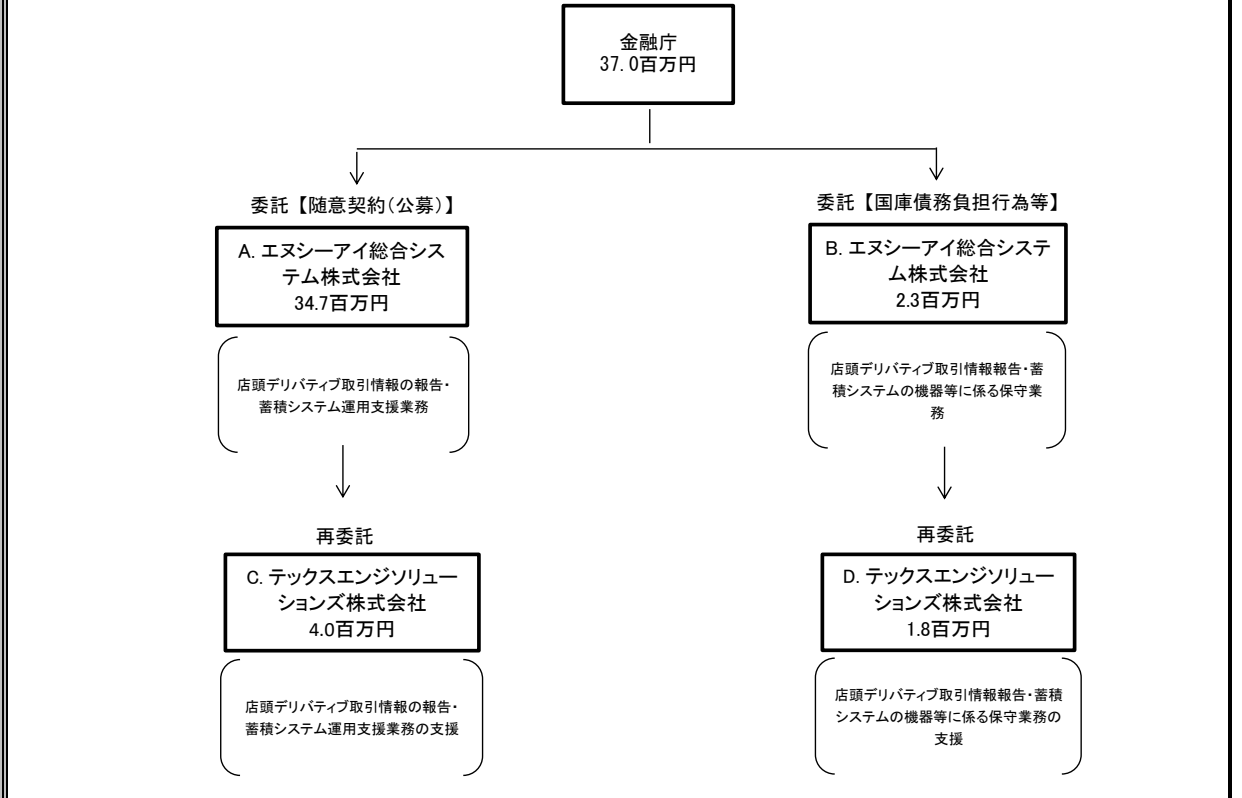 金融庁
37.0百万円
委託【随意契約(公募)】
A. エヌシーアイ総合シス
テム株式会社
34.7百万円
店頭デリバティブ取引情報の報告・
蓄積システム運用支援業務
再委託
C. テックスエンジソリュー
ションズ株式会社
4.0百万円
店頭デリバティブ取引情報の報告・
蓄積システム運用支援業務の支援
委託【国庫債務負担行為等】
B. エヌシーアイ総合システ
ム株式会社
2.3百万円
店頭デリバティブ取引情報報告・蓄
積システムの機器等に係る保守業
務
再委託
D. テックスエンジソリュー
ションズ株式会社
1.8百万円
店頭デリバティブ取引情報報告・蓄積
システムの機器等に係る保守業務の
支援